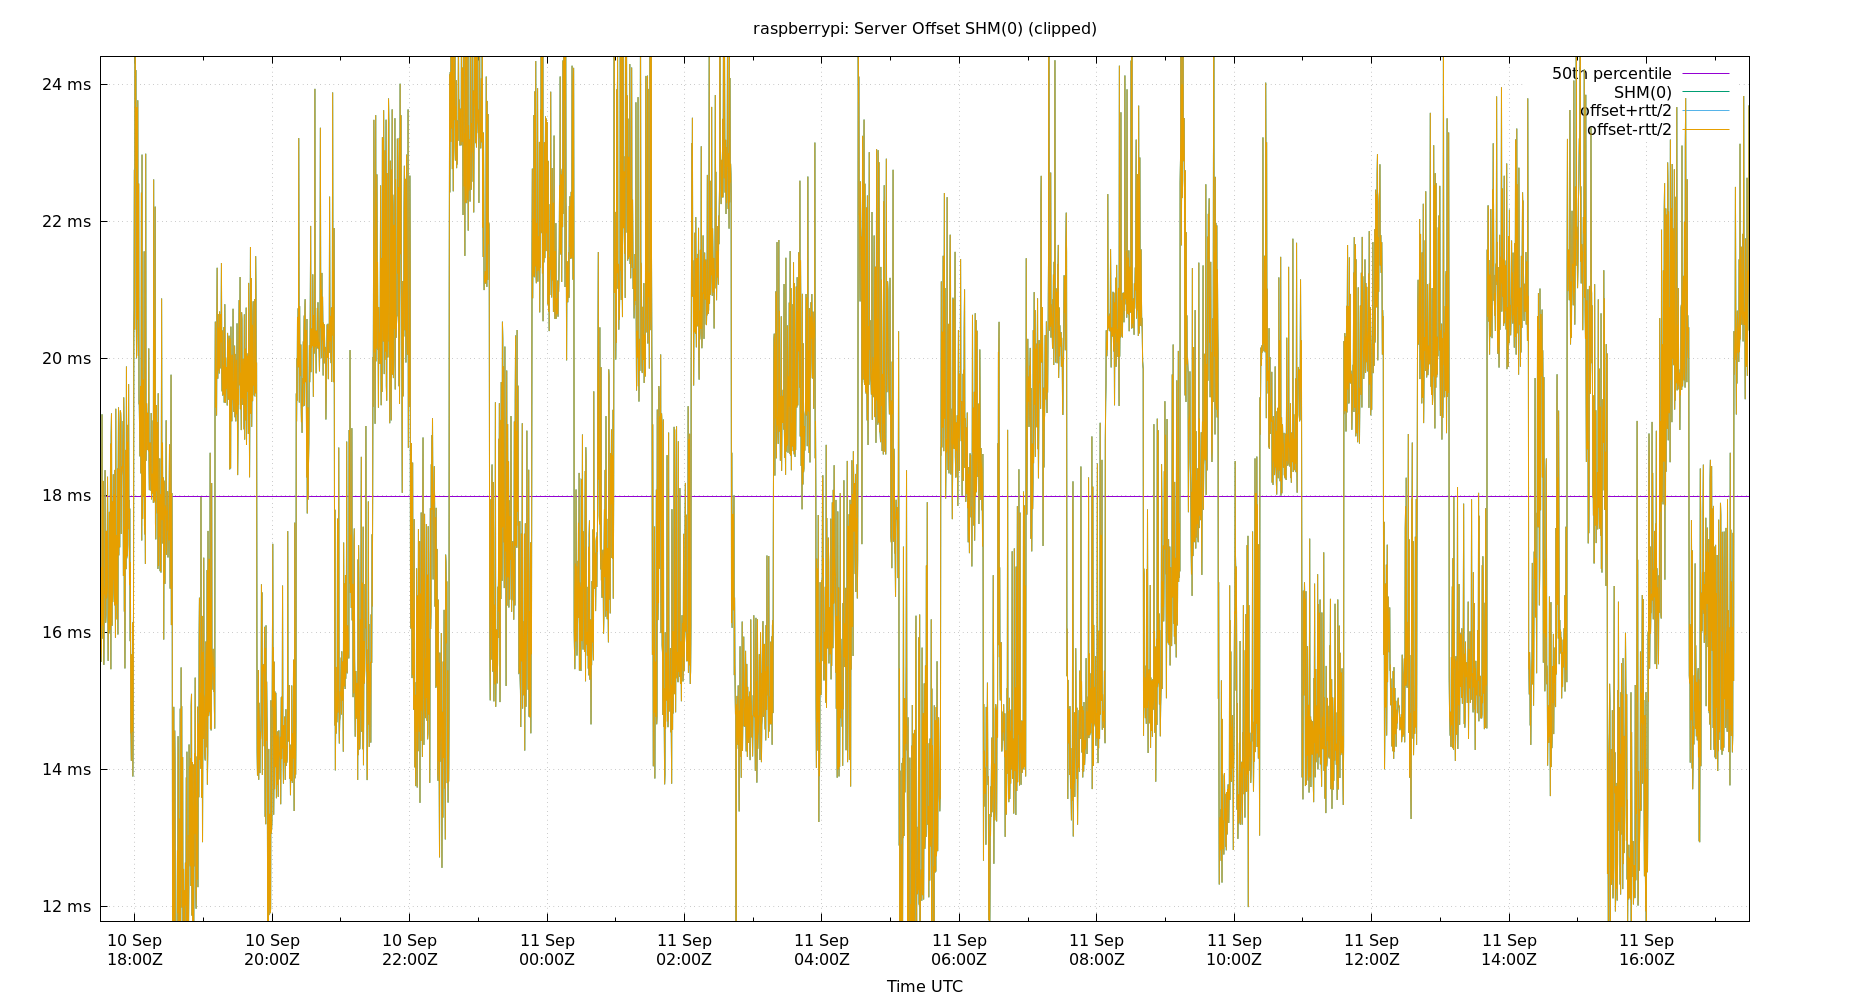 raspberrypi: Server Offset SHM(0) (clipped)
50th percentile
SHM(0)
offset+rtt/2
offset-rtt/2
24 ms
22 ms
20 ms
18 ms
16 ms
14 ms
12 ms
10 Sep 10 Sep 10 Sep 11 Sep 11 Sep 11 Sep 11 Sep 11 Sep 11 Sep 11 Sep 11 Sep 11 Sep
18:00Z 20:00Z 22:00Z 00:00Z 02:00Z 04:00Z 06:00Z 08:00Z 10:00Z 12:00Z 14:00Z 16:00Z
Time UTC